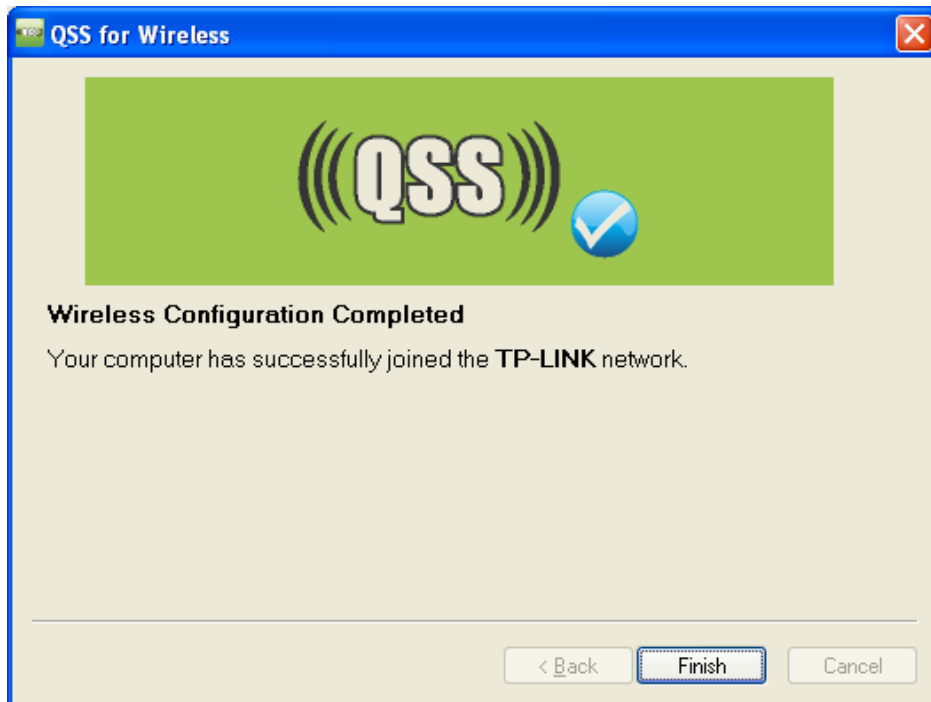 QSS for Wireless
(((QSS)))
Wireless Configuration Completed
Your computer has successfully joined the TP-LINK network.
< Back Finish Cancel